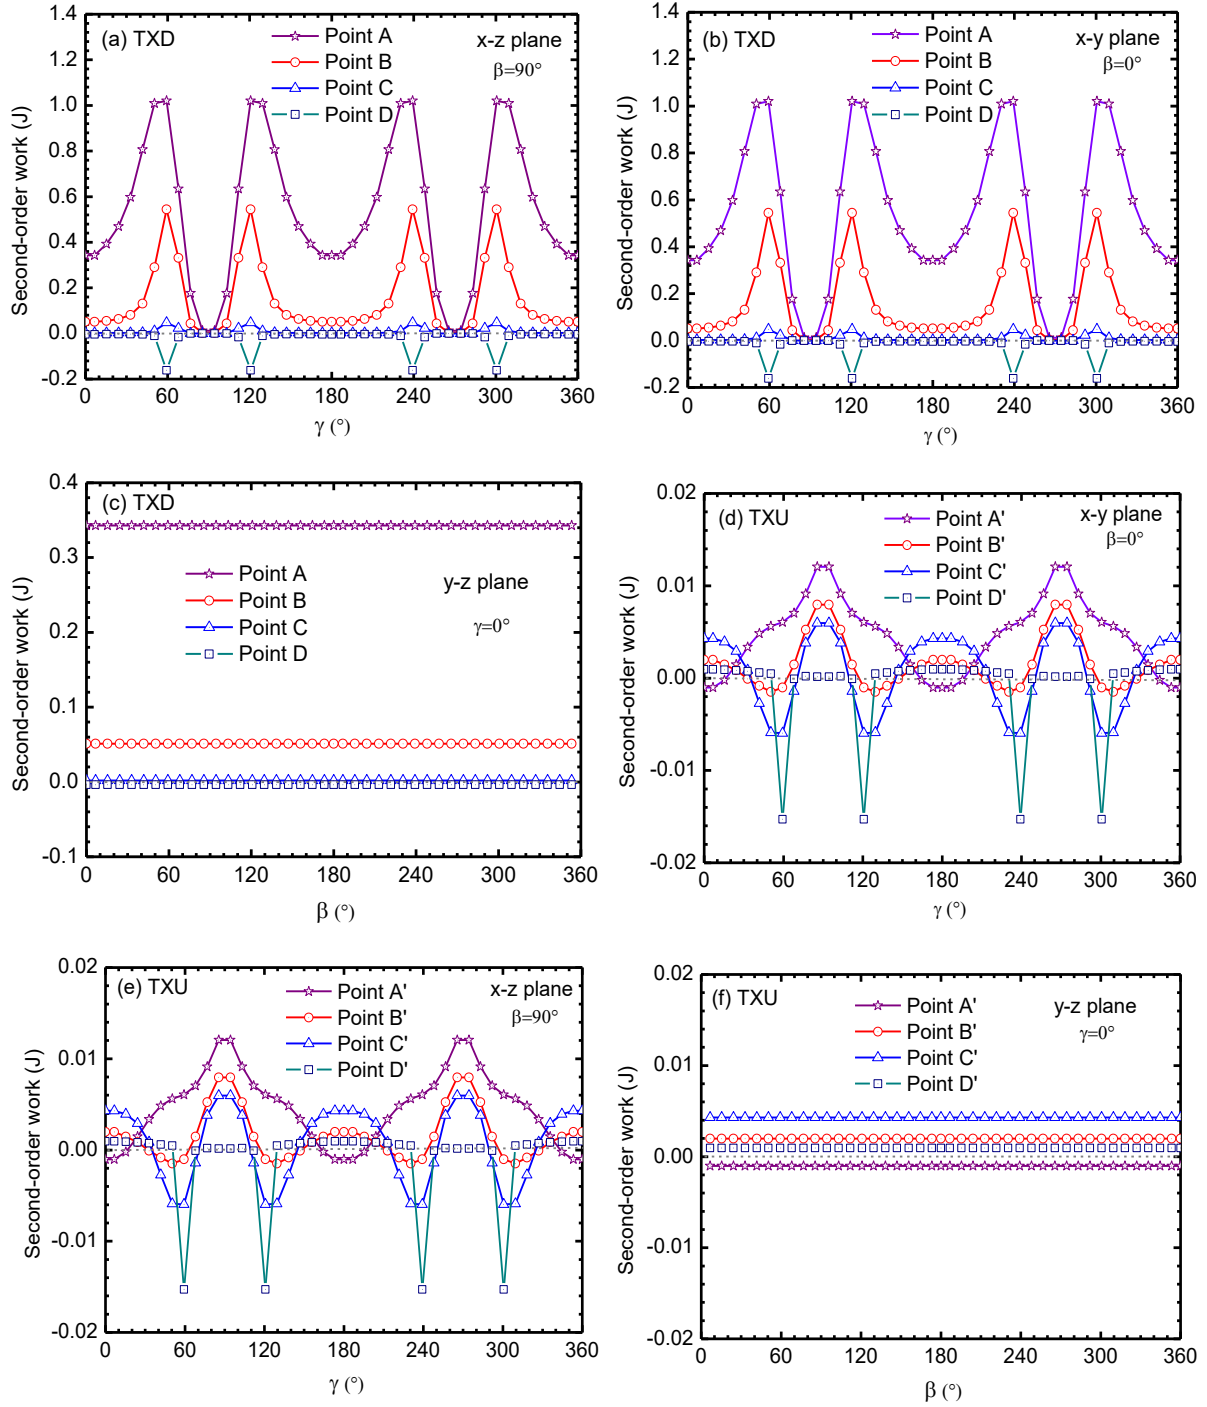 (a) TXD
Point A
Point B
Point C
Point D
x-z plane
β=90°
1.4
1.2
1.0
0.8
0.6
0.4
0.2
0.0
-0.2
0
60
120
180
240
300
360
Second-order work (J)
γ (°)
(b) TXD
Point A
Point B
Point C
Point D
x-y plane
β=0°
1.4
1.2
1.0
0.8
0.6
0.4
0.2
0.0
-0.2
0
60
120
180
240
300
360
Second-order work (J)
γ (°)
(c) TXD
Point A
Point B
Point C
Point D
y-z plane
γ=0°
0.4
0.3
0.2
0.1
0.0
-0.1
0
60
120
180
240
300
360
Second-order work (J)
β (°)
(d) TXU
Point A'
Point B'
Point C'
Point D'
x-y plane
β=0°
0.02
0.01
0.00
-0.01
-0.02
0
60
120
180
240
300
360
Second-order work (J)
γ (°)
(e) TXU
Point A'
Point B'
Point C'
Point D'
x-z plane
β=90°
0.02
0.01
0.00
-0.01
-0.02
0
60
120
180
240
300
360
Second-order work (J)
γ (°)
(f) TXU
Point A'
Point B'
Point C'
Point D'
y-z plane
γ=0°
0.02
0.01
0.00
-0.01
-0.02
0
60
120
180
240
300
360
Second-order work (J)
β (°)